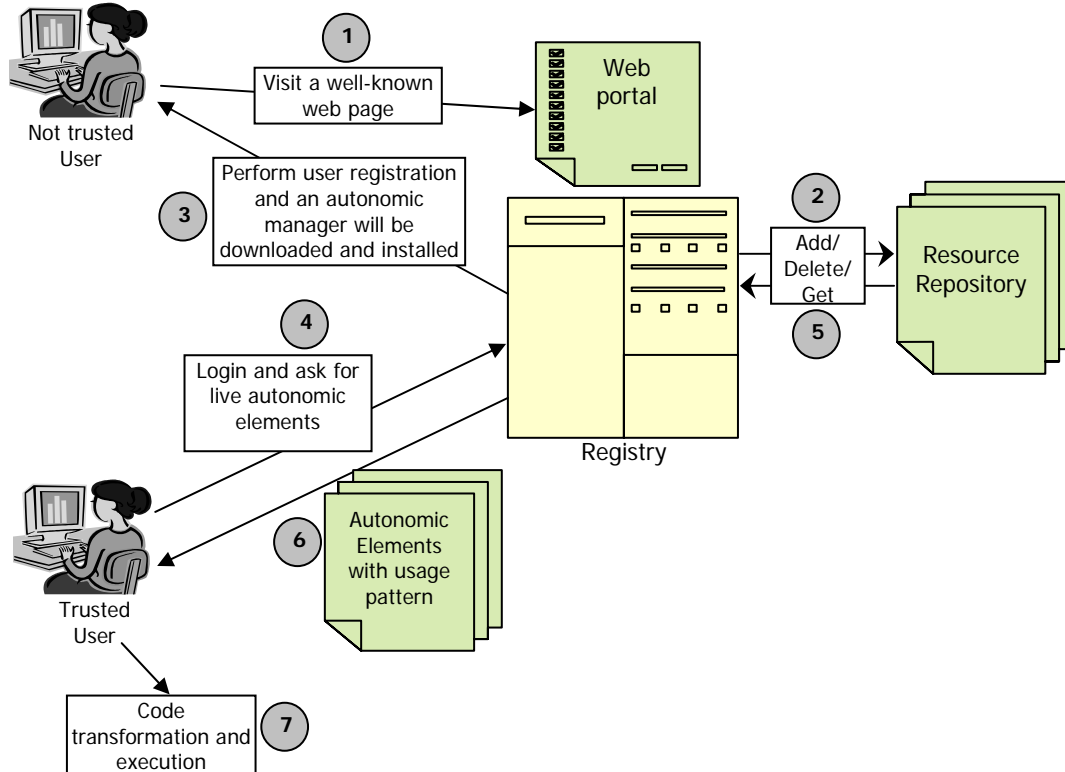 1
Visit a well-known
web page
Web
portal
Not trusted
User
3
Perform user registration
and an autonomic
manager will be
downloaded and installed
2
Add/
Delete/
Get
5
Resource
Repository
4
Login and ask for
live autonomic
elements
Registry
6
Autonomic
Elements
with usage
pattern
Trusted
User
Code
transformation and
execution
7